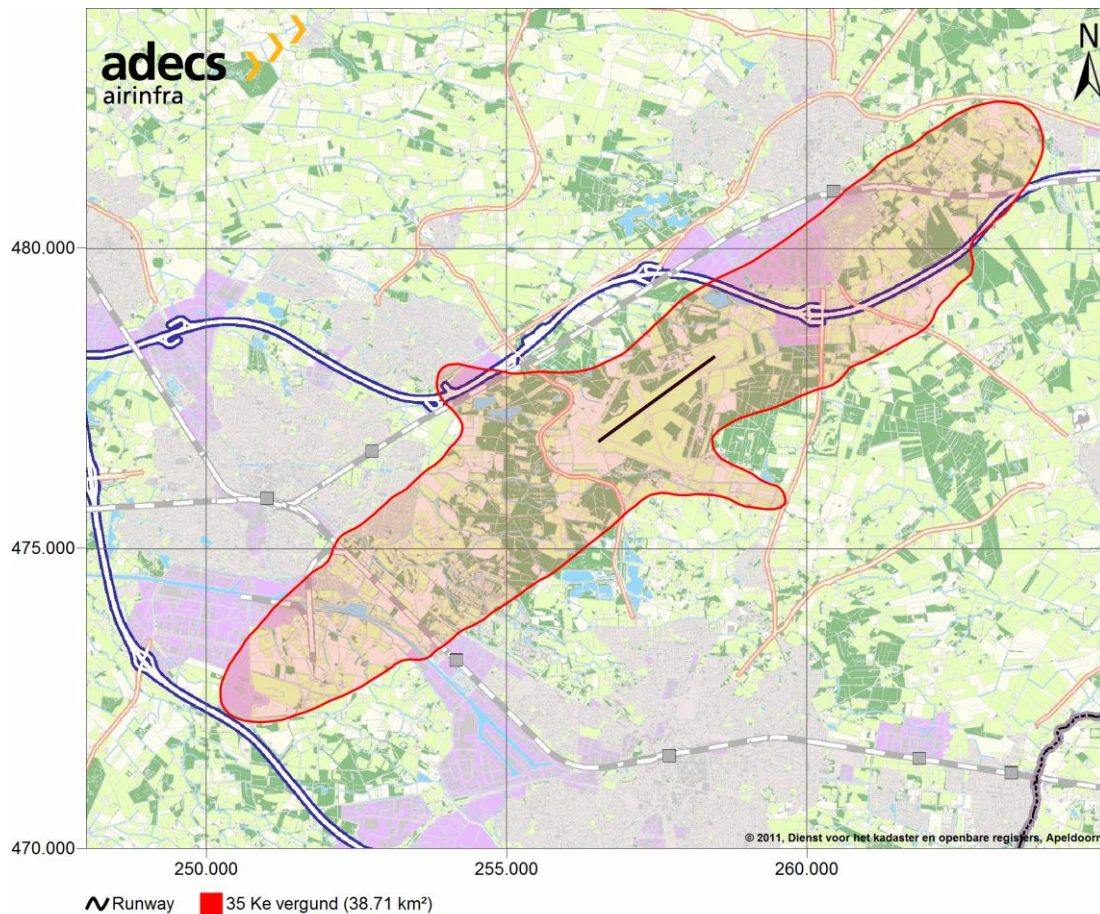 adecs
airinfra
N
480.000
475.000
470.000
© 2011, Dienst voor het kadaster en openbare registers, Apeldoorn
250.000
255.000
260.000
Runway
35 Ke vergund (38.71 km²)